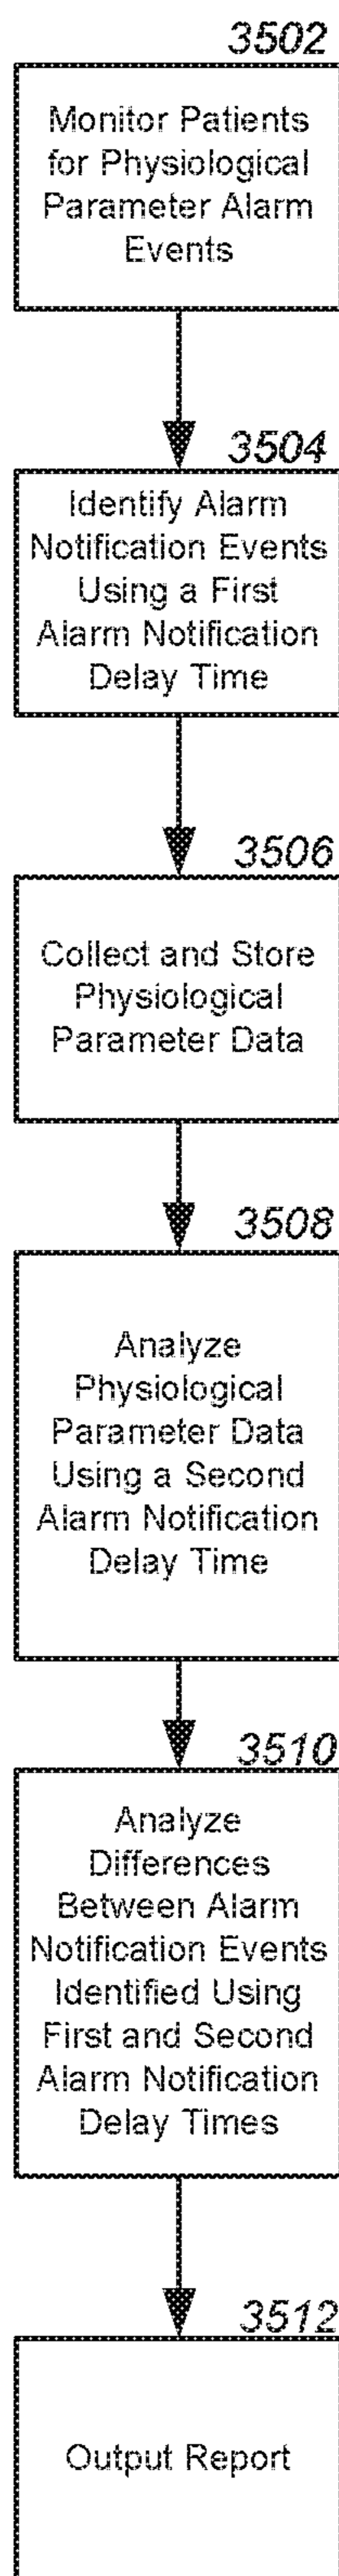 3502
Monitor Patients
for Physiological
Parameter Alarm
Events
3504
Identify Alarm
Notification Events
Using a First
Alarm Notification
Delay Time
3506
Collect and Store
Physiological
Parameter Data
3508
Analyze
Physiological
Parameter Data
Using a Second
Alarm Notification
Delay Time
3510
Analyze
Differences
Between Alarm
Notification Events
Identified Using
First and Second
Alarm Notification
Delay Times
3512
Output Report